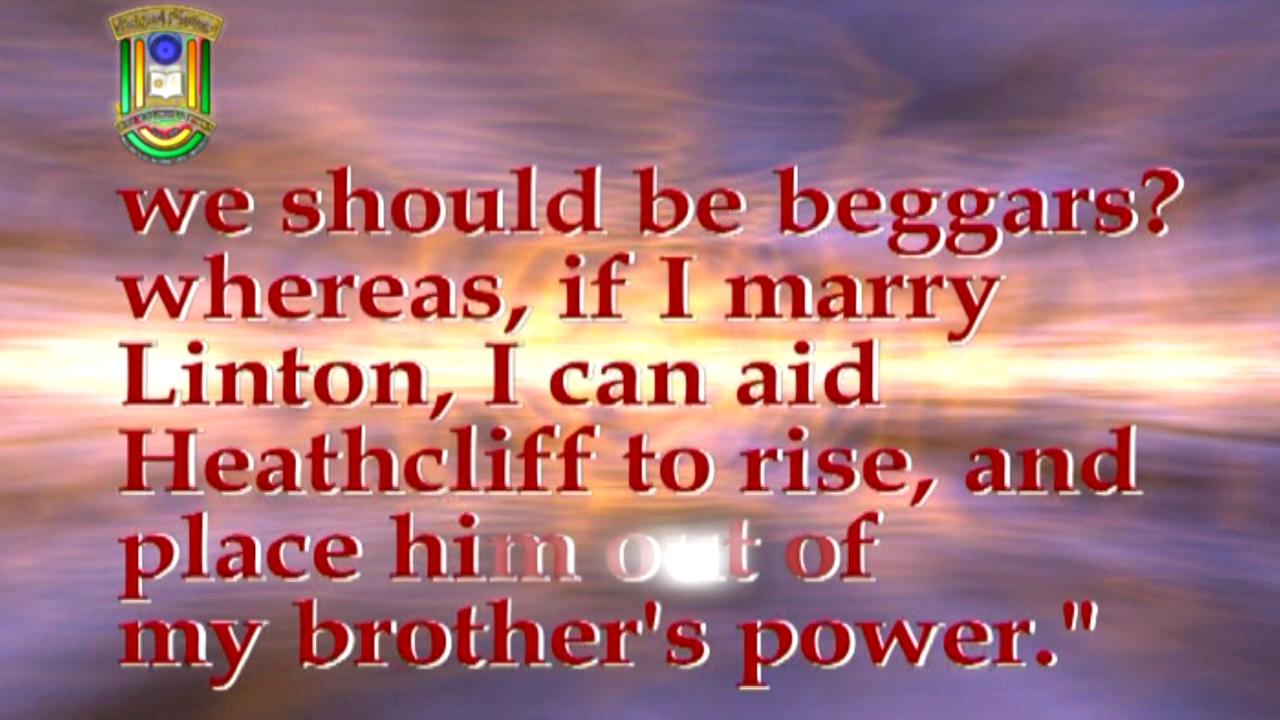 we should be beggars?
whereas, if I marry
Linton, I can aid
Heathcliff to rise, and
place him out of
my brother's power."